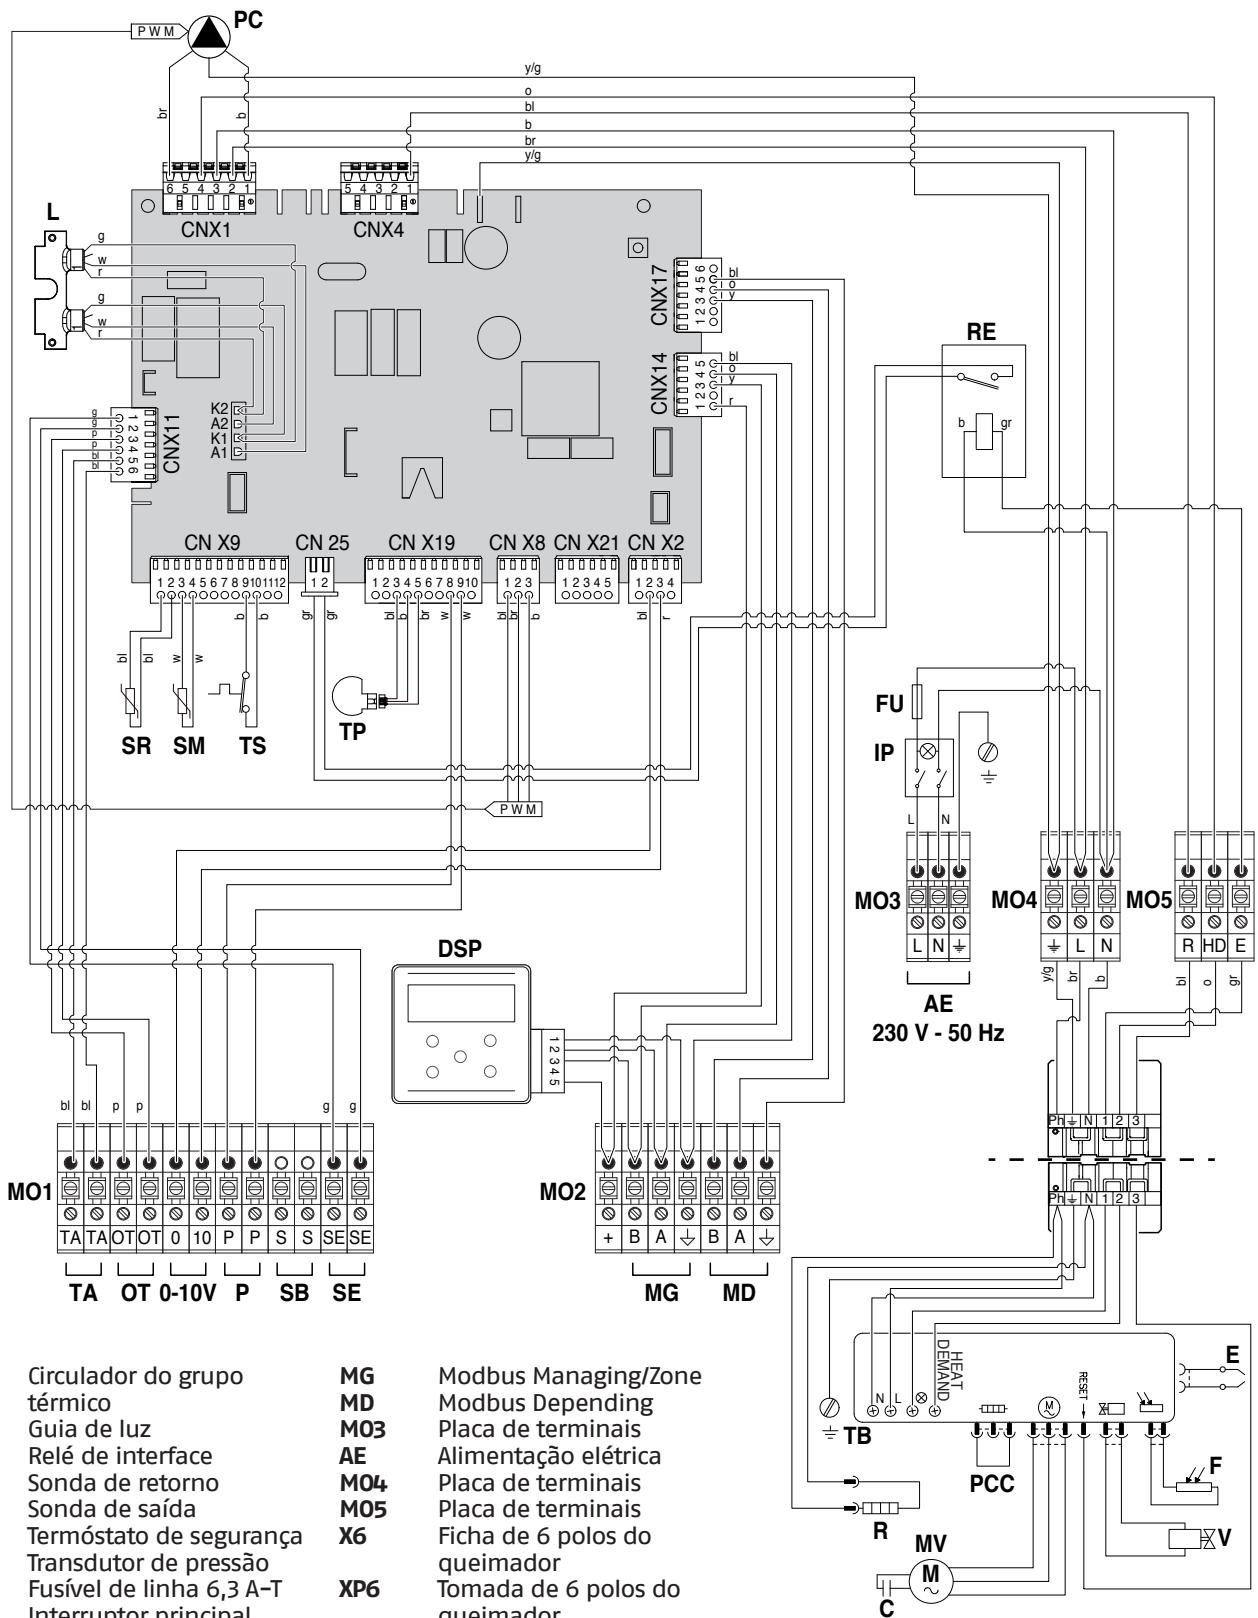 PWM
PC
y/g
o
bl
b
br
y/g
br
b
6 5 4 3 2 1
5 4 3 2 1
CNX1
CNX4
L
g
w
r
g
w
r
1
1
CNX17
1 2 3 4 5 6
bl
o
y
CNX14
1 2 3 4 5
bl
o
y
r
RE
b
gr
K2
A2
K1
A1
g
g
p
p
bl
bl
1 2 3 4 5 6
CNX11
CN X9
CN 25
CN X19
CN X8
CN X21
CN X2
1 2 3 4 5 6 7 8 9 10 11 12
1 2
1 2 3 4 5 6 7 8 9 10
1 2 3
1 2 3 4 5
1 2 3 4
b
b
gr
gr
bl
b
br
w
w
bl
br
b
bl
r
bl
bl
w
w
SR
SM
TS
TP
FU
IP
PWM
L
N
MO3
L N
AE
230 V - 50 Hz
MO4
L N
MO5
R HD E
y/g
br
b
bl
o
gr
DSP
1 2 3 4 5
bl
bl
p
p
g
g
MO1
TA TA OT OT 0 10 P P S S SE SE
TA OT 0-10V P SB SE
MO2
+ B A B A
MG MD
Ph N 1 2 3
Ph N 1 2 3
HEAT DEMAND
N
L
TB
RESET
M
E
PCC
F
R
V
MV
M
C
Circulador do grupo
térmico
Guia de luz
Relé de interface
Sonda de retorno
Sonda de saída
Termóstato de segurança
Transdutor de pressão
Fusível de linha 6,3 A-T
Interruptor principal
MG Modbus Managing/Zone
MD Modbus Depending
MO3 Placa de terminais
AE Alimentação elétrica
MO4 Placa de terminais
MO5 Placa de terminais
X6 Ficha de 6 polos do
queimador
XP6 Tomada de 6 polos do
queimador